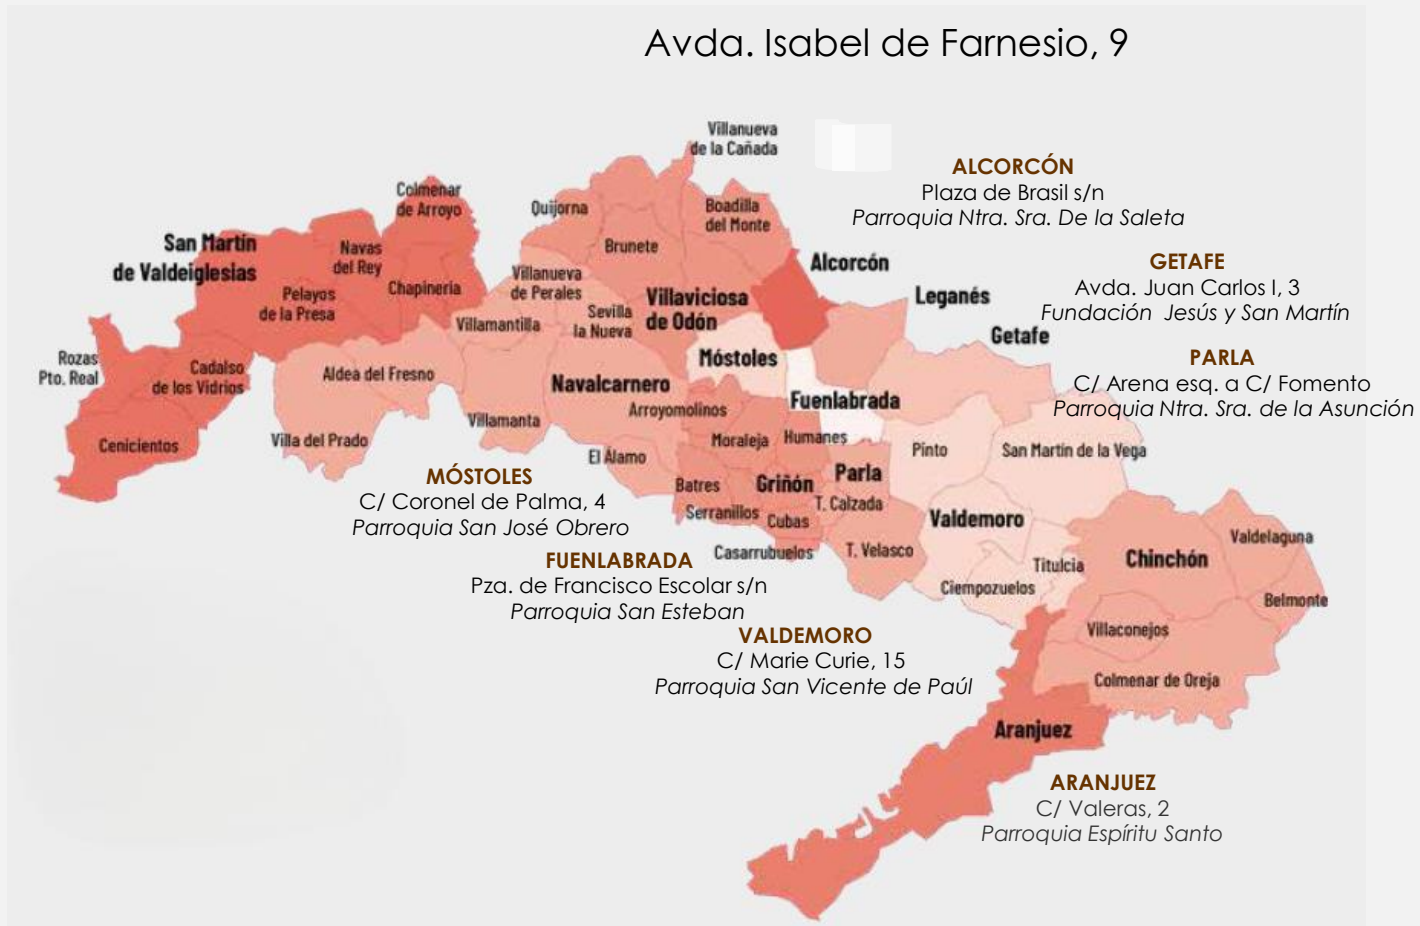 Avda. Isabel de Farnesio, 9
Villanueva
de la Cañada
ALCORCÓN
Plaza de Brasil s/n
Parroquia Ntra. Sra. De la Saleta
Colmenar
de Arroyo
Quijorna
Boadilla
del Monte
San Martín
de Valdeiglesias
Navas
del Rey
Brunete
Alcorcón
GETAFE
Avda. Juan Carlos I, 3
Fundación Jesús y San Martín
Pelayos
de la Presa
Chapinería
Villanueva
de Perales
Sevilla
la Nueva
Villaviciosa
de Odón
Leganés
Villamantilla
Getafe
Rozas
Pto. Real
Cadalso
de los Vidrios
Aldea del Fresno
Móstoles
PARLA
C/ Arena esq. a C/ Fomento
Parroquia Ntra. Sra. de la Asunción
Navalcarnero
Arroyomolinos
Fuenlabrada
Cenicientos
Villa del Prado
Villamanta
El Álamo
Moraleja
Humanes
Pinto
San Martín de la Vega
MÓSTOLES
C/ Coronel de Palma, 4
Parroquia San José Obrero
Batres
Griñón
Parla
Serranillos
Cubas
T. Calzada
Valdemoro
Casarrubuelos
T. Velasco
Titulcia
Chinchón
Valdelaguna
FUENLABRADA
Pza. de Francisco Escolar s/n
Parroquia San Esteban
Ciempozuelos
Belmonte
Villaconejos
VALDEMORO
C/ Marie Curie, 15
Parroquia San Vicente de Paúl
Colmenar de Oreja
Aranjuez
ARANJUEZ
C/ Valeras, 2
Parroquia Espíritu Santo